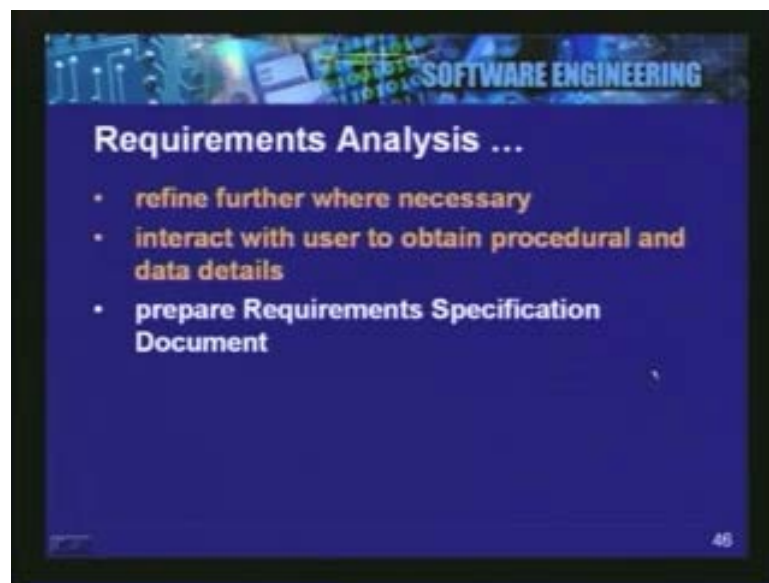 SOFTWARE ENGINEERING
Requirements Analysis ...
• refine further where necessary
• interact with user to obtain procedural and
data details
• prepare Requirements Specification
Document
46